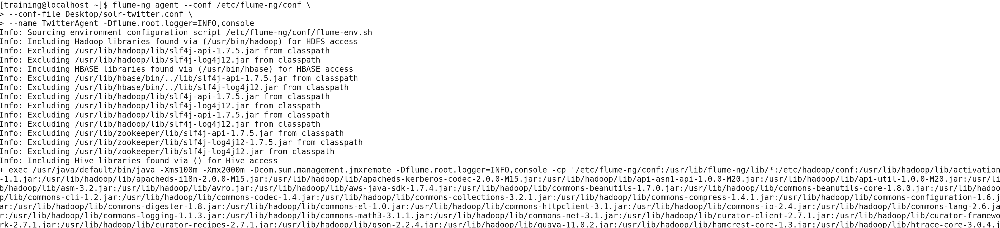 [training@localhost ~]$ flume-ng agent --conf /etc/flume-ng/conf \
> --conf-file Desktop/solr-twitter.conf \
> --name TwitterAgent -Dflume.root.logger=INFO,console
Info: Sourcing environment configuration script /etc/flume-ng/conf/flume-env.sh
Info: Including Hadoop libraries found via (/usr/bin/hadoop) for HDFS access
Info: Excluding /usr/lib/hadoop/lib/slf4j-api-1.7.5.jar from classpath
Info: Excluding /usr/lib/hadoop/lib/slf4j-log4j12.jar from classpath
Info: Including HBASE libraries found via (/usr/bin/hbase) for HBASE access
Info: Excluding /usr/lib/hbase/bin/../lib/slf4j-api-1.7.5.jar from classpath
Info: Excluding /usr/lib/hbase/bin/../lib/slf4j-log4j12.jar from classpath
Info: Excluding /usr/lib/hadoop/lib/slf4j-api-1.7.5.jar from classpath
Info: Excluding /usr/lib/hadoop/lib/slf4j-log4j12.jar from classpath
Info: Excluding /usr/lib/hadoop/lib/slf4j-api-1.7.5.jar from classpath
Info: Excluding /usr/lib/hadoop/lib/slf4j-log4j12.jar from classpath
Info: Excluding /usr/lib/zookeeper/lib/slf4j-api-1.7.5.jar from classpath
Info: Excluding /usr/lib/zookeeper/lib/slf4j-log4j12-1.7.5.jar from classpath
Info: Excluding /usr/lib/zookeeper/lib/slf4j-log4j12.jar from classpath
Info: Including Hive libraries found via () for Hive access
+ exec /usr/java/default/bin/java -Xms100m -Xmx2000m -Dcom.sun.management.jmxremote -Dflume.root.logger=INFO,console -cp '/etc/flume-ng/conf:/usr/lib/flume-ng/lib/*:/etc/hadoop/conf:/usr/lib/hadoop/lib/activation
-1.1.jar:/usr/lib/hadoop/lib/apacheds-i18n-2.0.0-M15.jar:/usr/lib/hadoop/lib/apacheds-kerberos-codec-2.0.0-M15.jar:/usr/lib/hadoop/lib/api-asn1-api-1.0.0-M20.jar:/usr/lib/hadoop/lib/api-util-1.0.0-M20.jar:/usr/li
b/hadoop/lib/asm-3.2.jar:/usr/lib/hadoop/lib/avro.jar:/usr/lib/hadoop/lib/aws-java-sdk-1.7.4.jar:/usr/lib/hadoop/lib/commons-beanutils-1.7.0.jar:/usr/lib/hadoop/lib/commons-beanutils-core-1.8.0.jar:/usr/lib/hadoo
p/lib/commons-cli-1.2.jar:/usr/lib/hadoop/lib/commons-codec-1.4.jar:/usr/lib/hadoop/lib/commons-collections-3.2.1.jar:/usr/lib/hadoop/lib/commons-compress-1.4.1.jar:/usr/lib/hadoop/lib/commons-configuration-1.6.j
ar:/usr/lib/hadoop/lib/commons-digester-1.8.jar:/usr/lib/hadoop/lib/commons-el-1.0.jar:/usr/lib/hadoop/lib/commons-httpclient-3.1.jar:/usr/lib/hadoop/lib/commons-io-2.4.jar:/usr/lib/hadoop/lib/commons-lang-2.6.ja
r:/usr/lib/hadoop/lib/commons-logging-1.1.3.jar:/usr/lib/hadoop/lib/commons-math3-3.1.1.jar:/usr/lib/hadoop/lib/commons-net-3.1.jar:/usr/lib/hadoop/lib/curator-client-2.7.1.jar:/usr/lib/hadoop/lib/curator-framewo
rk-2.7.1.jar:/usr/lib/hadoop/lib/curator-recipes-2.7.1.jar:/usr/lib/hadoop/lib/gson-2.2.4.jar:/usr/lib/hadoop/lib/guava-11.0.2.jar:/usr/lib/hadoop/lib/hamcrest-core-1.3.jar:/usr/lib/hadoop/lib/htrace-core-3.0.4.j